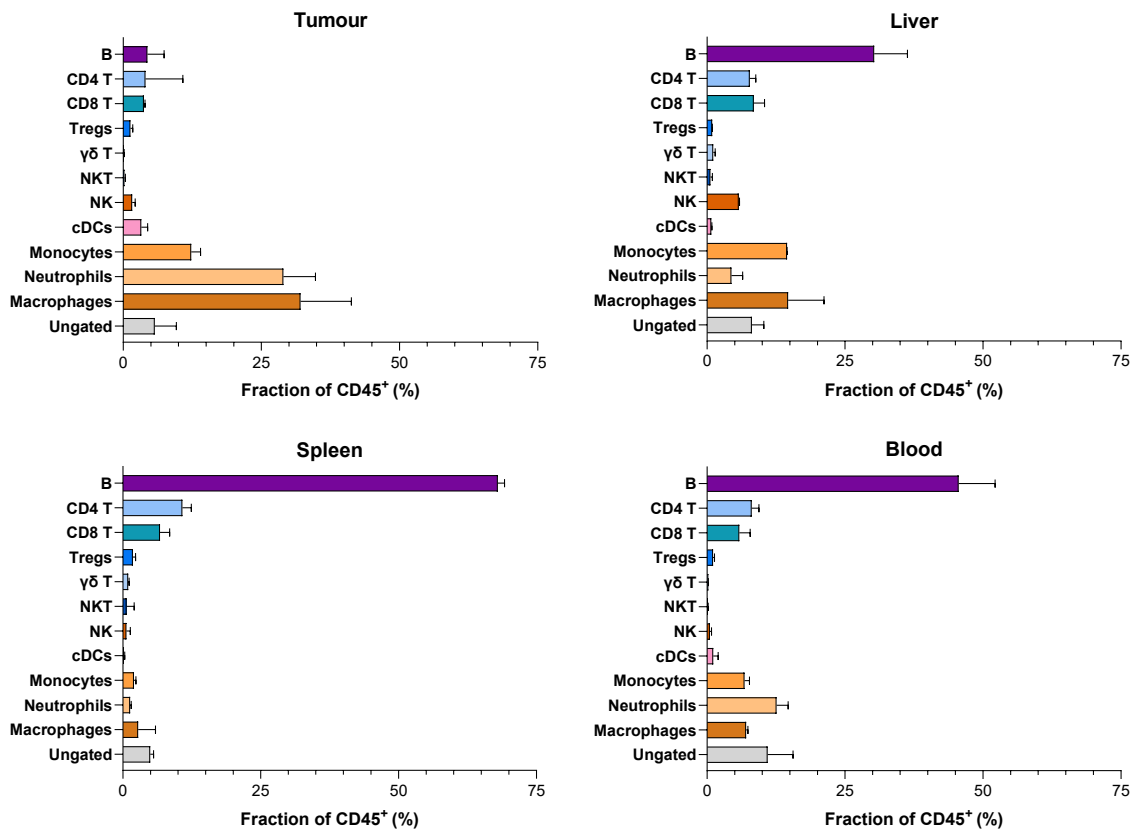 Tumour
B
CD4 T
CD8 T
Tregs
γδ T
NKT
NK
cDCs
Monocytes
Neutrophils
Macrophages
Ungated
0 25 50 75
Fraction of CD45⁺ (%)
Liver
B
CD4 T
CD8 T
Tregs
γδ T
NKT
NK
cDCs
Monocytes
Neutrophils
Macrophages
Ungated
0 25 50 75
Fraction of CD45⁺ (%)
Spleen
B
CD4 T
CD8 T
Tregs
γδ T
NKT
NK
cDCs
Monocytes
Neutrophils
Macrophages
Ungated
0 25 50 75
Fraction of CD45⁺ (%)
Blood
B
CD4 T
CD8 T
Tregs
γδ T
NKT
NK
cDCs
Monocytes
Neutrophils
Macrophages
Ungated
0 25 50 75
Fraction of CD45⁺ (%)